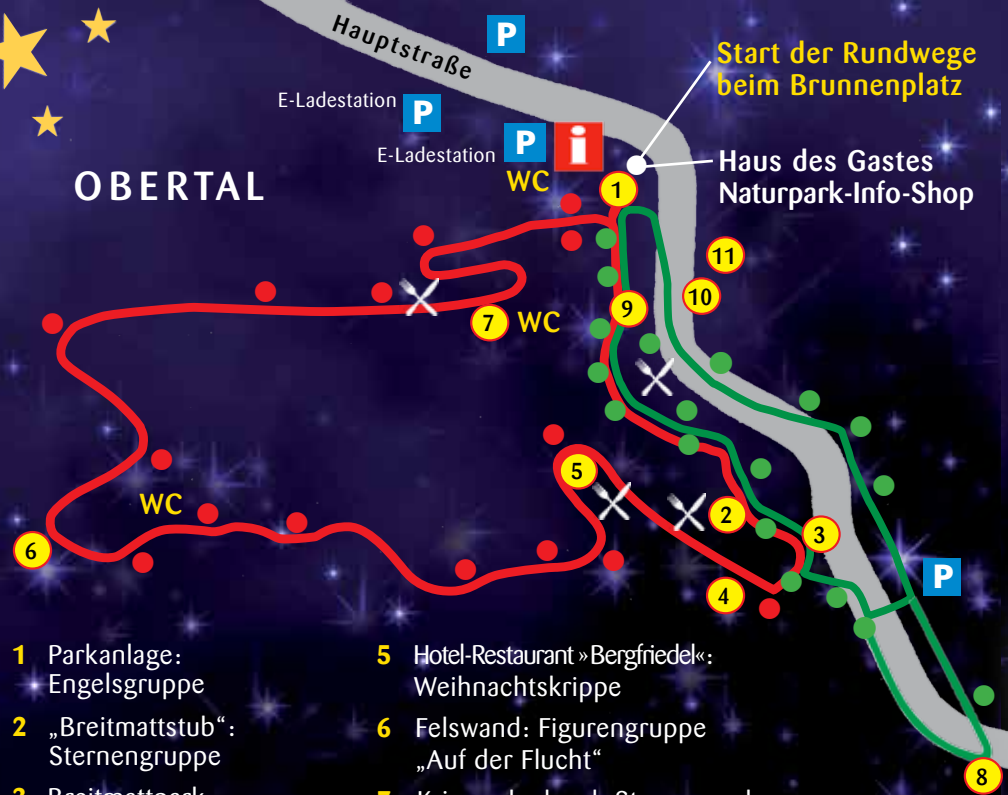 Hauptstraße
P
Start der Rundwege
beim Brunnenplatz
E-Ladestation P
E-Ladestation P i
WC
Haus des Gastes
Naturpark-Info-Shop
OBERTAL
1
11
10
9
7 WC
5
WC
2
3
6
4
P
1 Parkanlage:
Engelsgruppe
2 „Breitmattstub“:
Sternengruppe
5 Hotel-Restaurant »Bergfriedel«:
Weihnachtskrippe
6 Felswand: Figurengruppe
„Auf der Flucht“
8